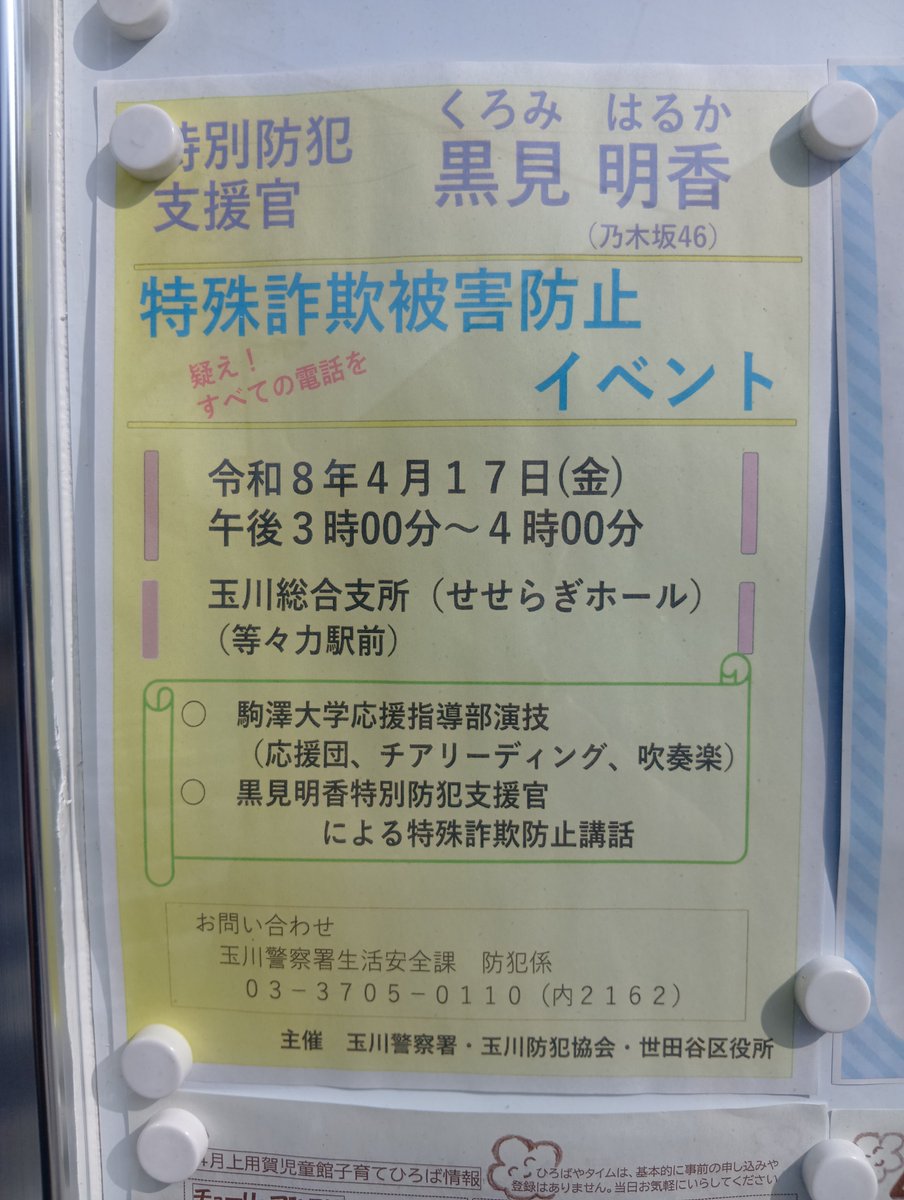 くろみ はるか
特別防犯
支援官
黒見 明香
(乃木坂46)
特殊詐欺被害防止
イベント
疑え！
すべての電話を
令和８年４月１７日(金)
午後３時00分～４時00分
玉川総合支所（せせらぎホール）
（等々力駅前）
○ 駒澤大学応援指導部演技
（応援団、チアリーディング、吹奏楽）
○ 黒見明香特別防犯支援官
による特殊詐欺防止講話
お問い合わせ
玉川警察署生活安全課 防犯係
０３－３７０５－０１１０（内２１６２）
主催 玉川警察署・玉川防犯協会・世田谷区役所
4月上用賀児童館子育てひろば情報
ひろばやタイムは、基本的に事前の申し込みや
登録はありません。当日お気軽にいらしてください